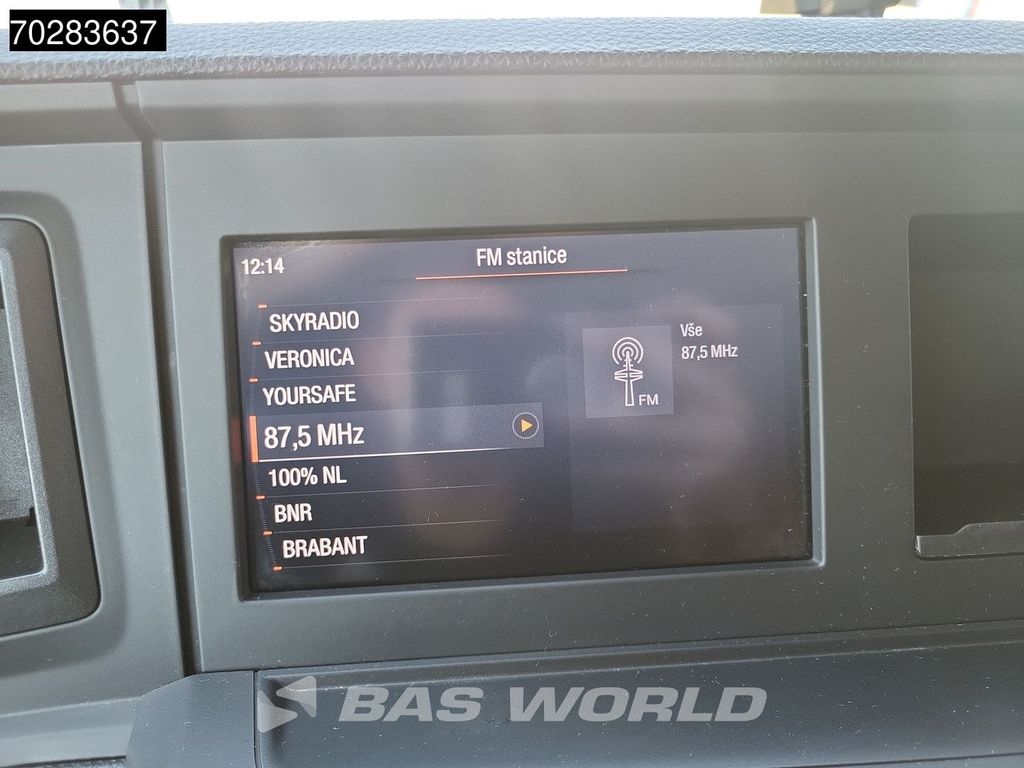 70283637
12:14
FM stanice
SKYRADIO
VERONICA
YOURSAFE
87,5 MHz
100% NL
BNR
BRABANT
Vše
87,5 MHz
FM
BAS WORLD